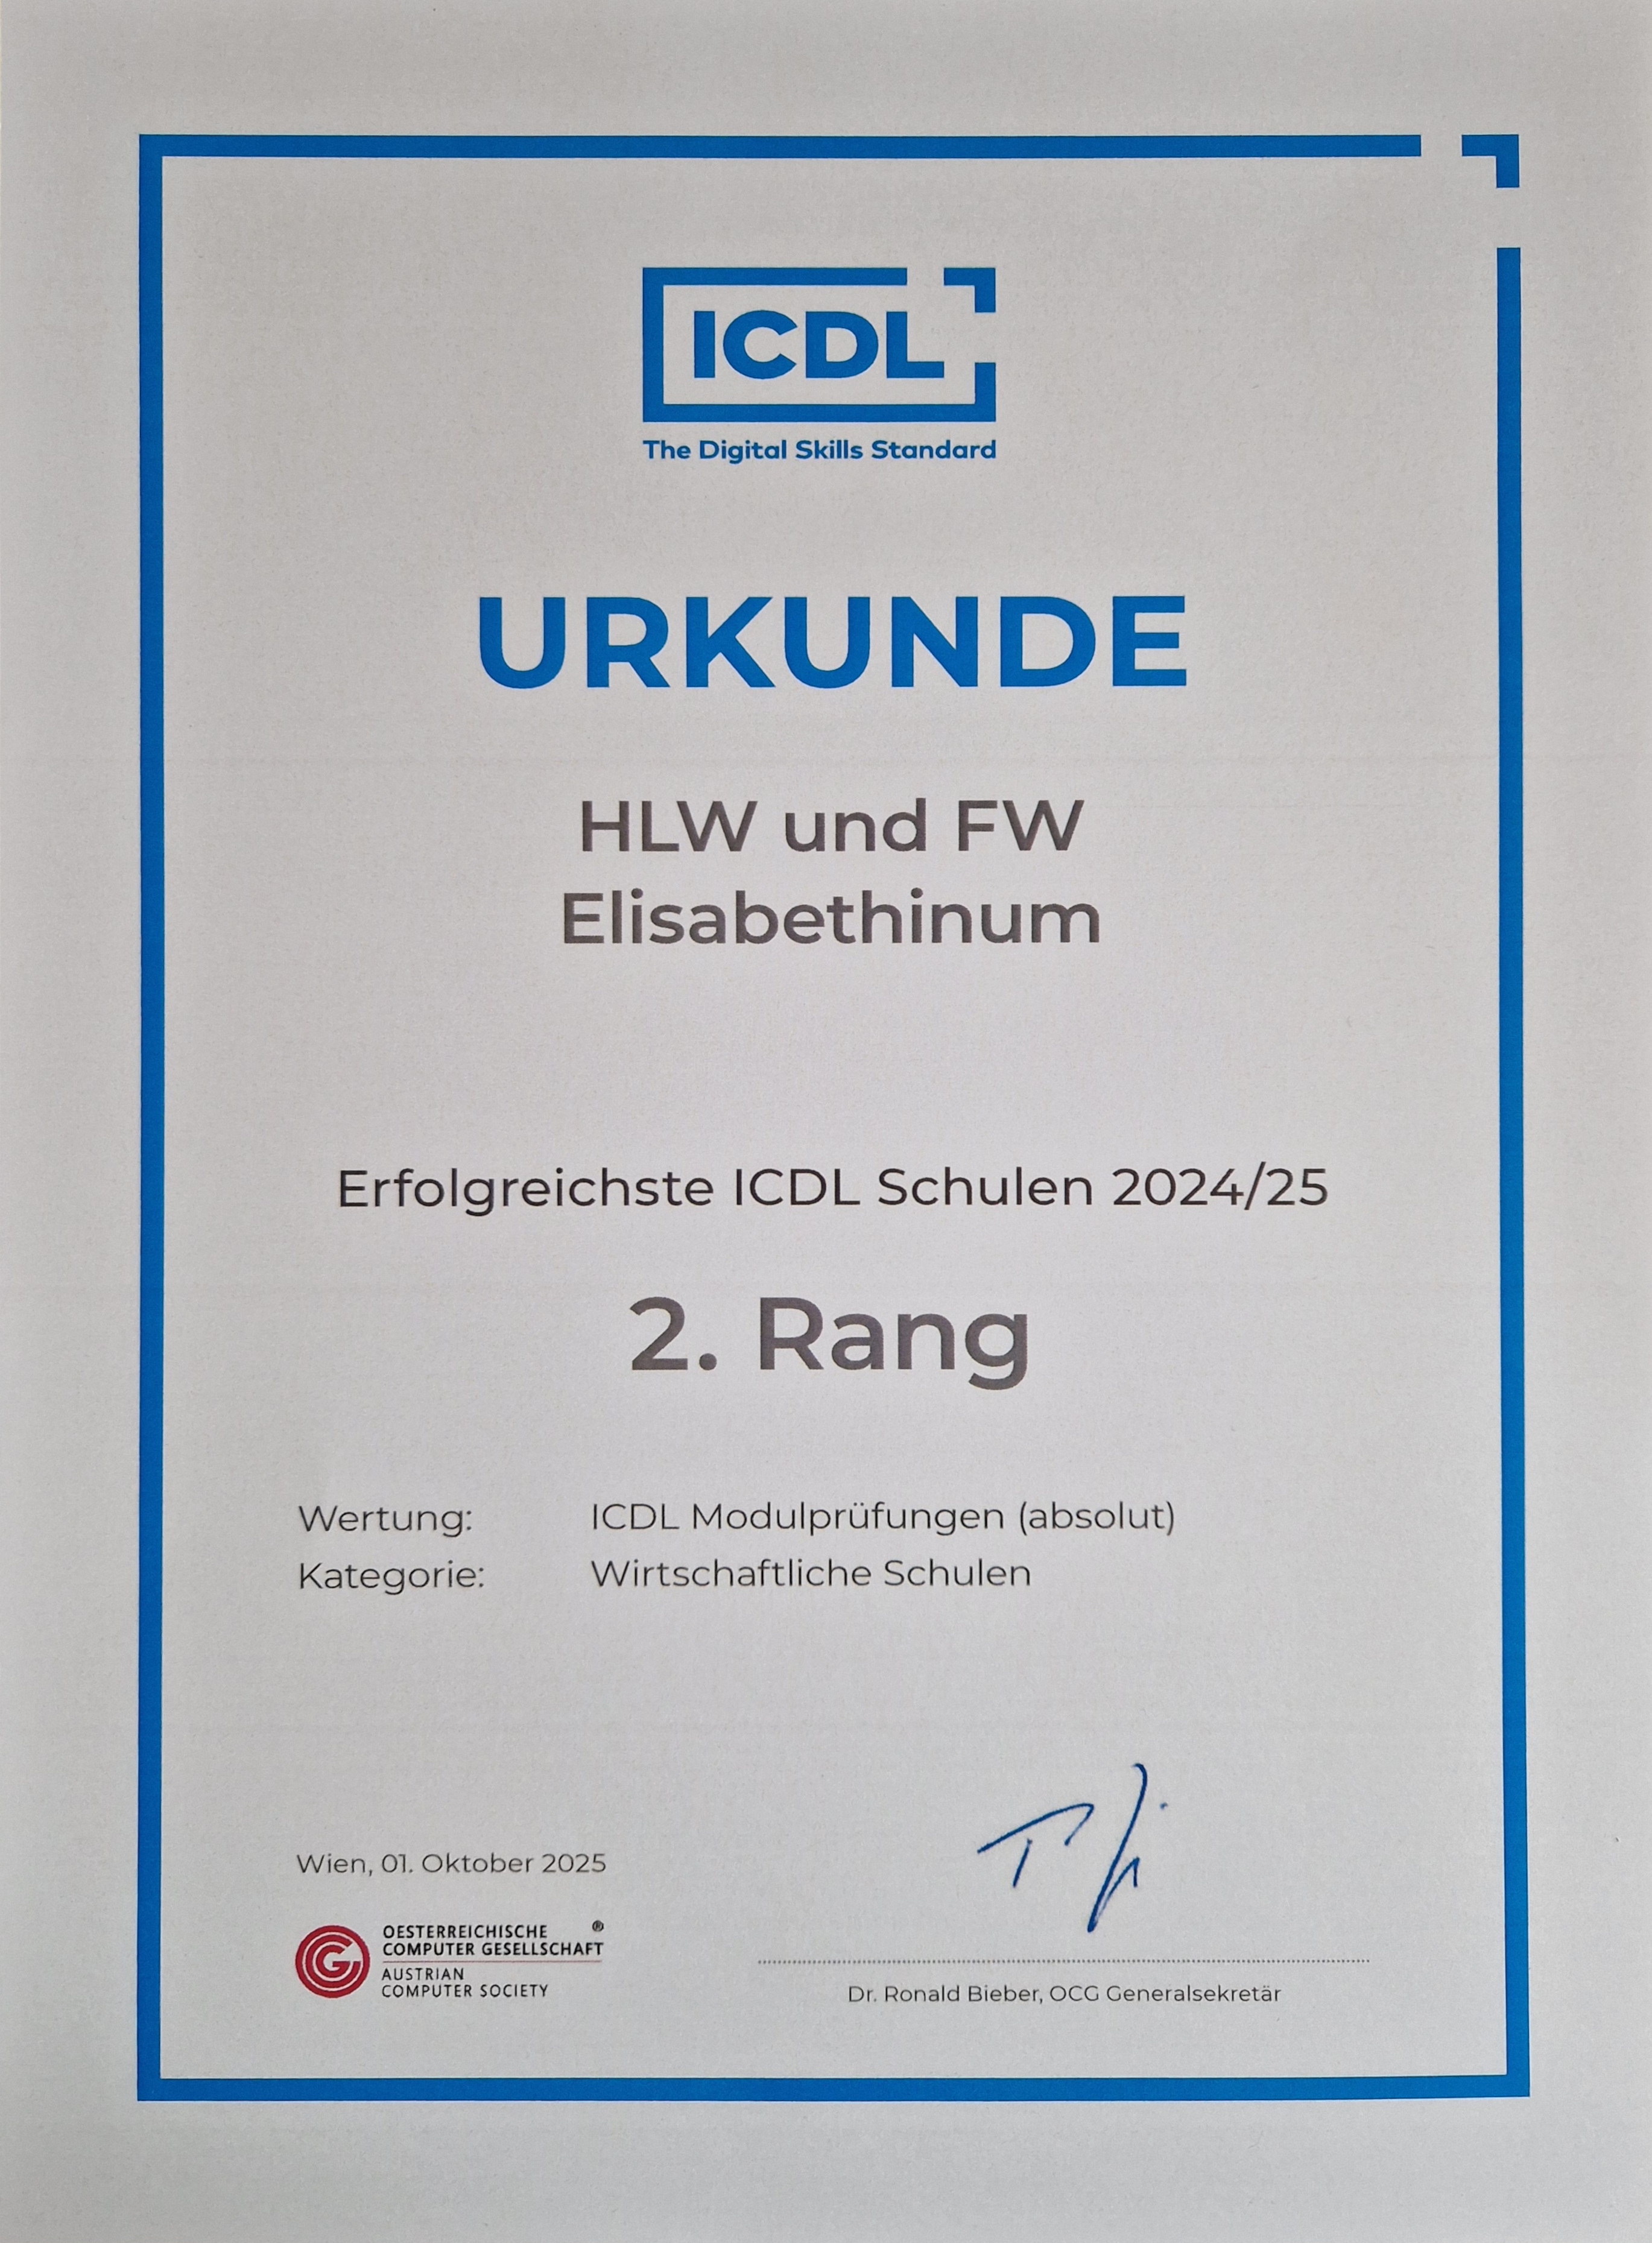 ICDL
The Digital Skills Standard
URKUNDE
HLW und FW
Elisabethinum
Erfolgreichste ICDL Schulen 2024/25
2. Rang
Wertung: ICDL Modulprüfungen (absolut)
Kategorie: Wirtschaftliche Schulen
Wien, 01. Oktober 2025
OESTERREICHISCHE ®
COMPUTER GESELLSCHAFT
AUSTRIAN
COMPUTER SOCIETY
Dr. Ronald Bieber, OCG Generalsekretär